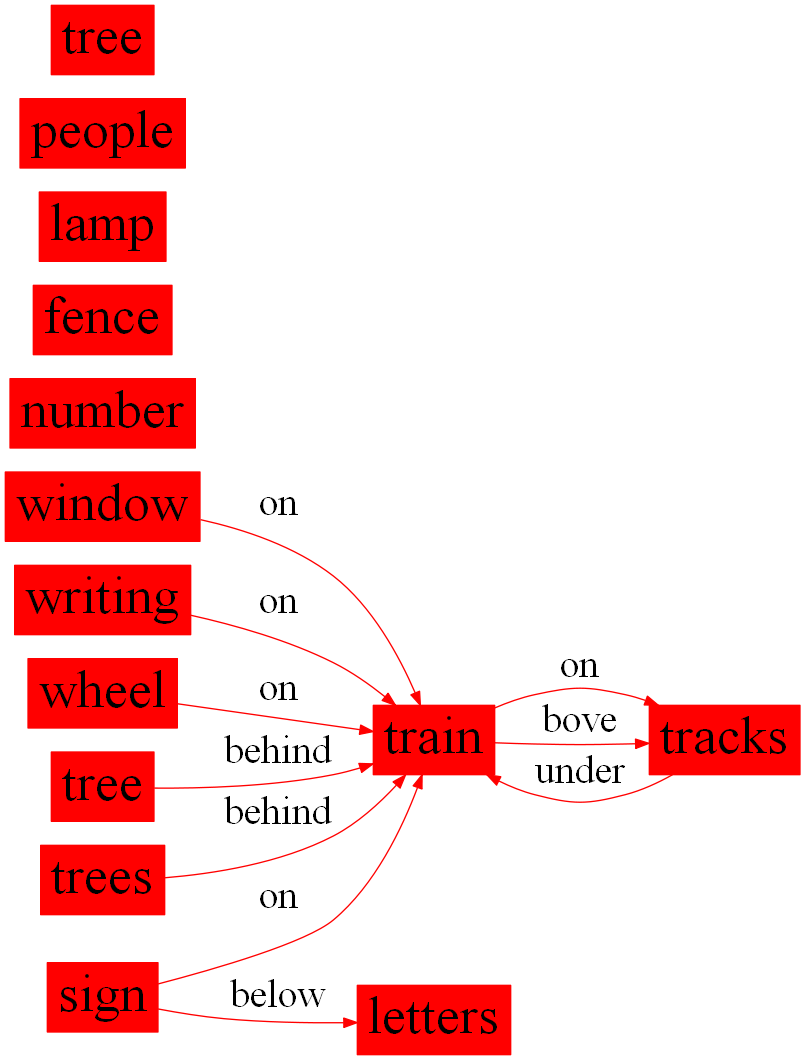 tree
people
lamp
fence
number
window
on
writing
on
wheel
on
tree
behind
trees
behind
sign
on
below
letters
train
on
bove
under
tracks